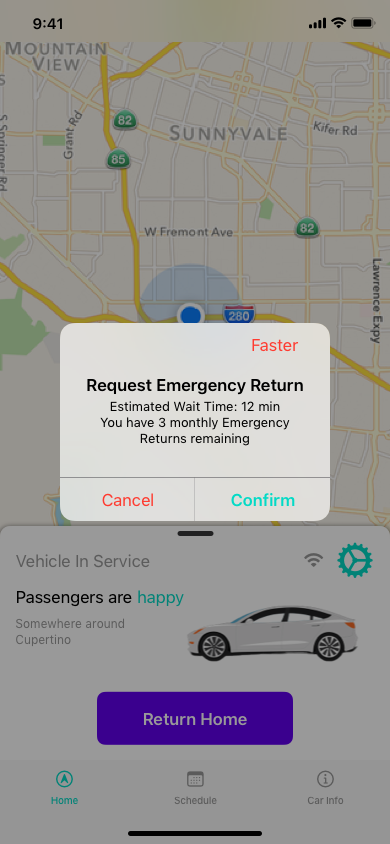 9:41
MOUNTAIN
VIEW
82
SUNNYVALE
Kifer Rd
Grant Rd
S Springer Rd
85
W Fremont Ave
82
Lawrence Expy
280
Faster
Request Emergency Return
Estimated Wait Time: 12 min
You have 3 monthly Emergency
Returns remaining
Cancel
Confirm
Vehicle In Service
Passengers are happy
Somewhere around
Cupertino
Return Home
Home
Schedule
Car Info